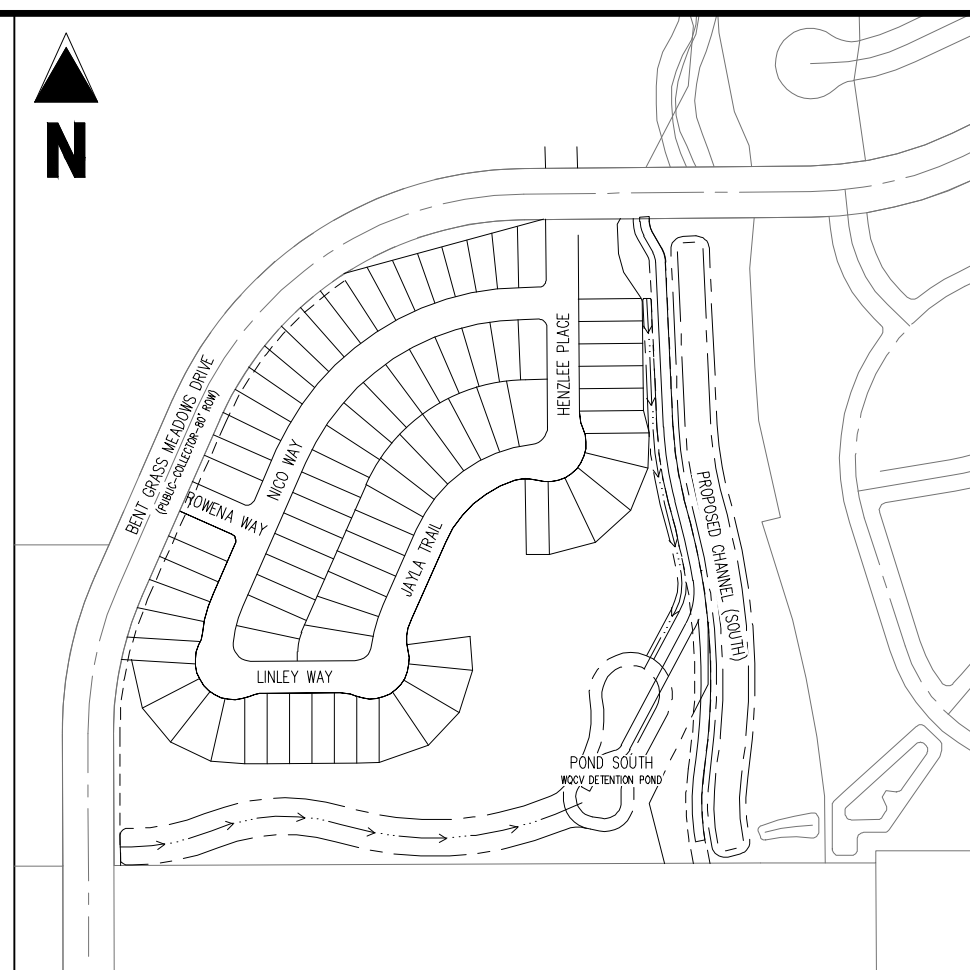 N
BENT GRASS MEADOWS DRIVE
(PUBLIC-COLLECTOR-80' ROW)
HENZLEE PLACE
NICO WAY
ROWENA WAY
JAYLA TRAIL
PROPOSED CHANNEL (SOUTH)
LINLEY WAY
POND SOUTH
WQCV DETENTION POND